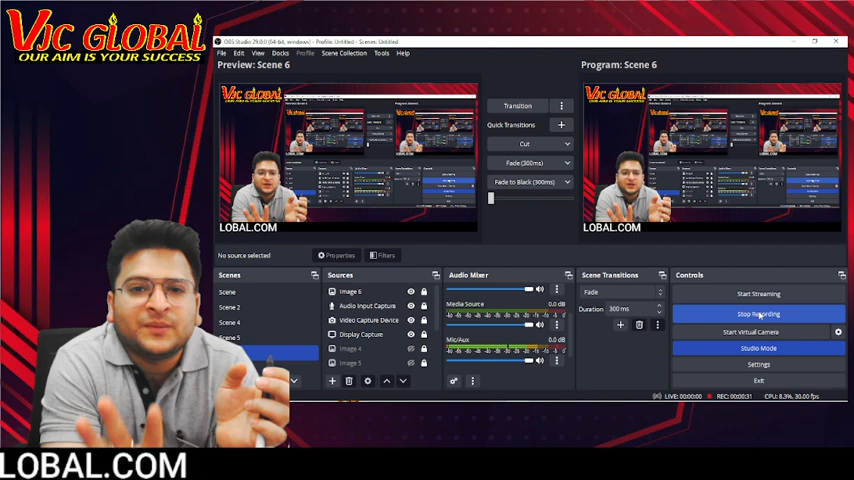 VJC GLOBAL
OUR AIM IS YOUR SUCCESS
OBS Studio 29.0.0 (64-bit, windows) - Profile: Untitled - Scenes: Untitled
File Edit View Docks Profile Scene Collection Tools Help
Preview: Scene 6
Program: Scene 6
Transition
Quick Transitions
Cut
Fade (300ms)
Fade to Black (300ms)
LOBAL.COM
LOBAL.COM
No source selected
Properties
Filters
Scenes
Scene
Scene 2
Scene 4
Scene 5
Sources
Image 6
Audio Input Capture
Video Capture Device
Display Capture
Image 4
Image 5
Audio Mixer
Media Source 0.0 dB
Mic/Aux 0.0 dB
Scene Transitions
Fade
Duration 300 ms
Controls
Start Streaming
Stop Recording
Start Virtual Camera
Studio Mode
Settings
Exit
LIVE: 00:00:00 REC: 00:00:31 CPU: 8.3%, 30.00 fps
LOBAL.COM